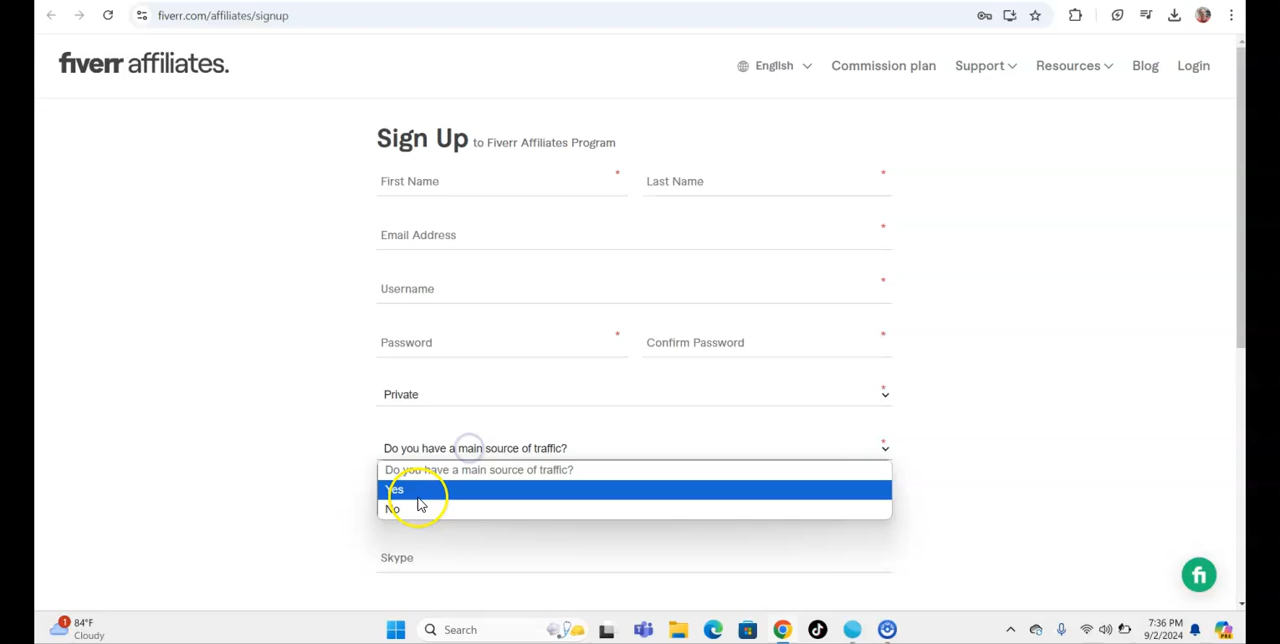 fiverr.com/affiliates/signup
fiverr affiliates.
English
Commission plan
Support
Resources
Blog
Login
Sign Up to Fiverr Affiliates Program
First Name *
Last Name *
Email Address *
Username *
Password *
Confirm Password *
Private *
Do you have a main source of traffic? *
Do you have a main source of traffic?
Yes
No
Skype
fi
1
84°F
Cloudy
Search
7:36 PM
9/2/2024